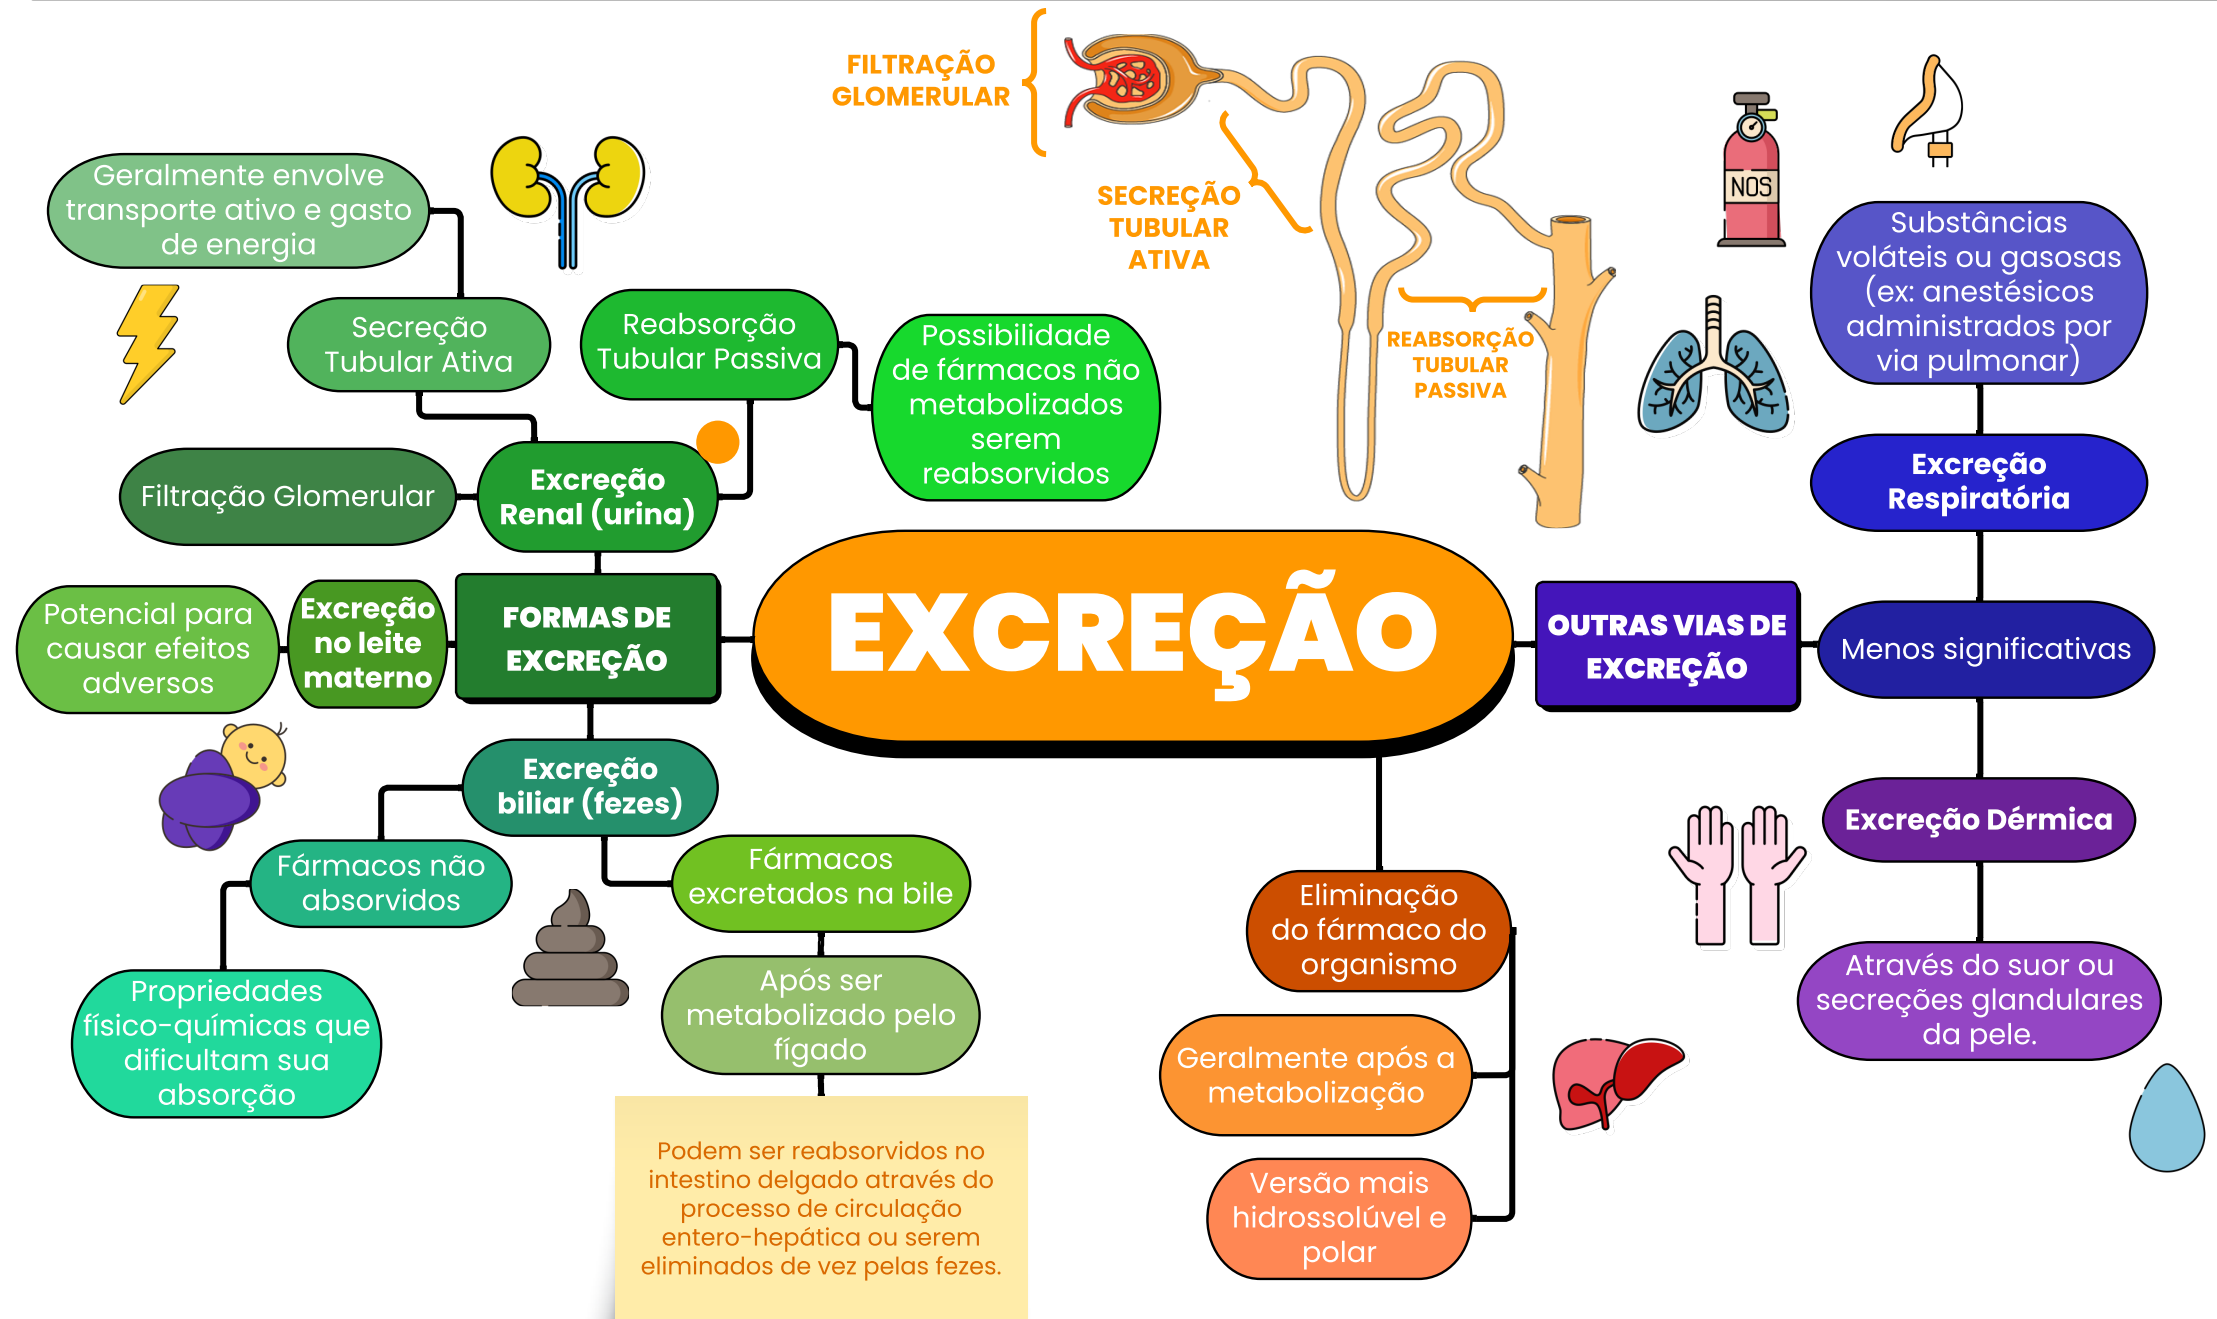 FILTRAÇÃO
GLOMERULAR
SECREÇÃO
TUBULAR
ATIVA
REABSORÇÃO
TUBULAR
PASSIVA
NOS
Geralmente envolve
transporte ativo e gasto
de energia
Secreção
Tubular Ativa
Reabsorção
Tubular Passiva
Possibilidade
de fármacos não
metabolizados
serem
reabsorvidos
Filtração Glomerular
Excreção
Renal (urina)
Potencial para
causar efeitos
adversos
Excreção
no leite
materno
FORMAS DE
EXCREÇÃO
EXCREÇÃO
Excreção
biliar (fezes)
Fármacos não
absorvidos
Propriedades
físico-químicas que
dificultam sua
absorção
Fármacos
excretados na bile
Após ser
metabolizado pelo
fígado
Podem ser reabsorvidos no
intestino delgado através do
processo de circulação
entero-hepática ou serem
eliminados de vez pelas fezes.
Eliminação
do fármaco do
organismo
Geralmente após a
metabolização
Versão mais
hidrossolúvel e
polar
OUTRAS VIAS DE
EXCREÇÃO
Substâncias
voláteis ou gasosas
(ex: anestésicos
administrados por
via pulmonar)
Excreção
Respiratória
Menos significativas
Excreção Dérmica
Através do suor ou
secreções glandulares
da pele.